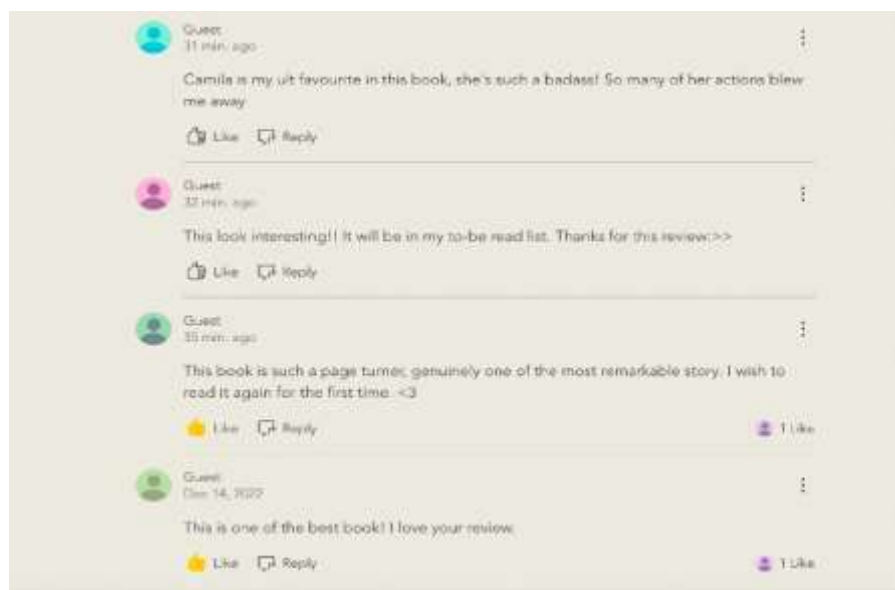 Guest
31 min. ago
Camila is my ult favourite in this book, she's such a badass! So many of her actions blew
me away
Like Reply
Guest
32 min. ago
This look interesting!! It will be in my to-be read list. Thanks for this review:>>
Like Reply
Guest
35 min. ago
This book is such a page turner, genuinely one of the most remarkable story. I wish to
read it again for the first time. <3
Like Reply 1 Like
Guest
Dec 14, 2022
This is one of the best book! I love your review.
Like Reply 1 Like